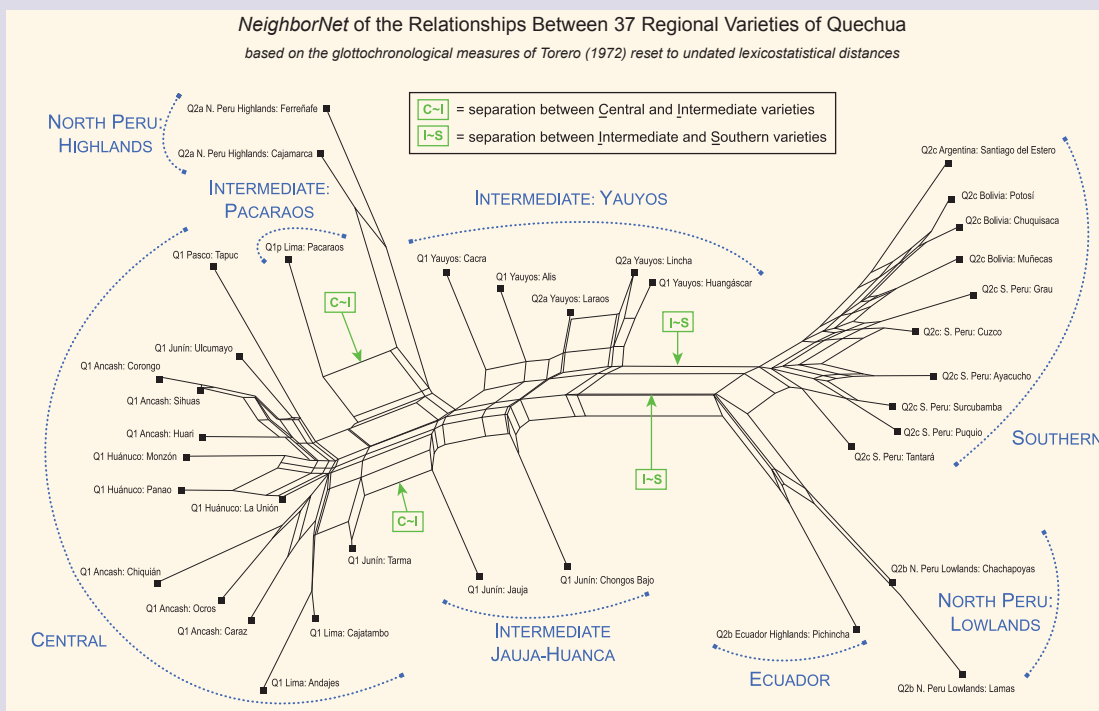 NeighborNet of the Relationships Between 37 Regional Varieties of Quechua
based on the glottochronological measures of Torero (1972) reset to undated lexicostatistical distances
C~I = separation between Central and Intermediate varieties
I~S = separation between Intermediate and Southern varieties
NORTH PERU:
HIGHLANDS
Q2a N. Peru Highlands: Ferreñafe
Q2a N. Peru Highlands: Cajamarca
INTERMEDIATE:
PACARAOS
Q1p Lima: Pacaraos
INTERMEDIATE: YAUYOS
Q1 Yauyos: Cacra
Q1 Yauyos: Alis
Q2a Yauyos: Laraos
Q2a Yauyos: Lincha
Q1 Yauyos: Huangáscar
Q2c Argentina: Santiago del Estero
Q2c Bolivia: Potosí
Q2c Bolivia: Chuquisaca
Q2c Bolivia: Muñecas
Q2c S. Peru: Grau
Q2c: S. Peru: Cuzco
Q2c S. Peru: Ayacucho
Q2c S. Peru: Surcubamba
Q2c S. Peru: Puquio
Q2c S. Peru: Tantará
SOUTHERN
C~I
I~S
I~S
C~I
Q1 Pasco: Tapuc
Q1 Junín: Ulcumayo
Q1 Ancash: Corongo
Q1 Ancash: Sihuas
Q1 Ancash: Huari
Q1 Huánuco: Monzón
Q1 Huánuco: Panao
Q1 Huánuco: La Unión
Q1 Ancash: Chiquián
Q1 Ancash: Ocros
Q1 Ancash: Caraz
Q1 Lima: Cajatambo
Q1 Lima: Andajes
Q1 Junín: Tarma
CENTRAL
Q1 Junín: Jauja
Q1 Junín: Chongos Bajo
INTERMEDIATE
JAUJA-HUANCA
Q2b Ecuador Highlands: Pichincha
ECUADOR
Q2b N. Peru Lowlands: Chachapoyas
NORTH PERU:
LOWLANDS
Q2b N. Peru Lowlands: Lamas